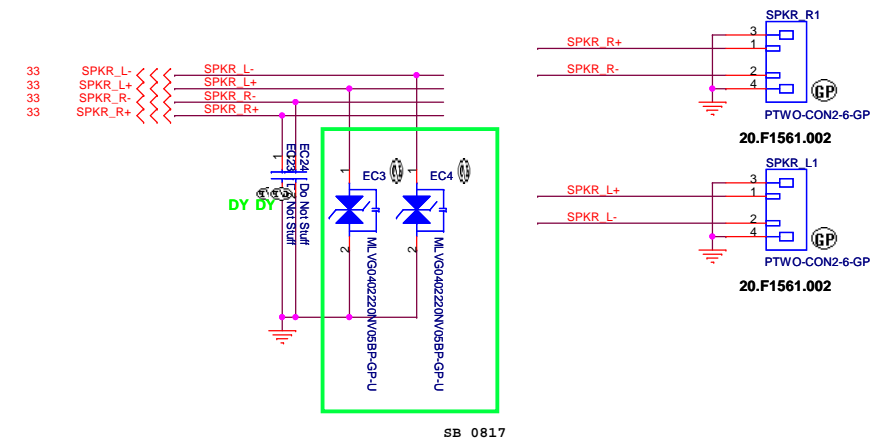 SPKR_R1
33 SPKR_L- SPKR_L-
33 SPKR_L+ SPKR_L+
33 SPKR_R- SPKR_R-
33 SPKR_R+ SPKR_R+
SPKR_R+ 3
1
SPKR_R- 2
4
GP
PTWO-CON2-6-GP
20.F1561.002
1
EC23
EC24
Do Not Stuff
Not Stuff
DY DY
1
EC3
2
MLVG0402220NV05BP-GP-U
1
EC4
2
MLVG0402220NV05BP-GP-U
SPKR_L1
SPKR_L+ 3
1
SPKR_L- 2
4
GP
PTWO-CON2-6-GP
20.F1561.002
SB 0817